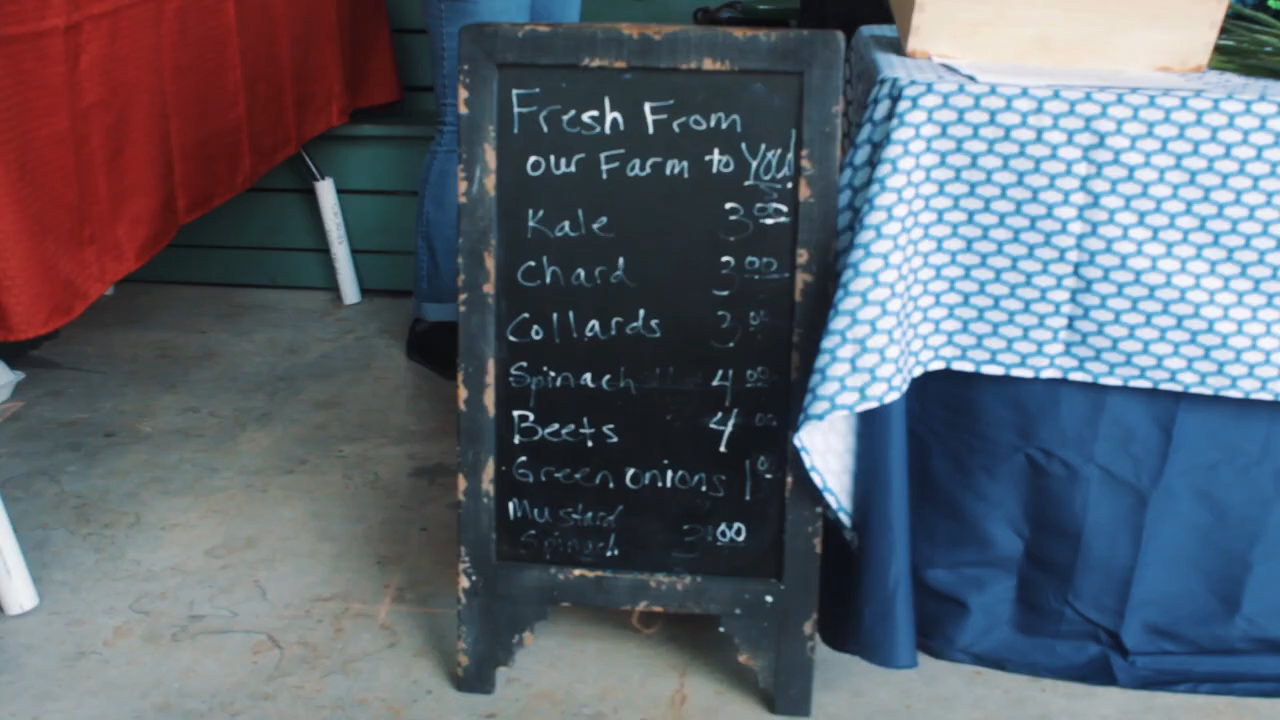 Fresh From
our Farm to You!
Kale 3.00
Chard 3.00
Collards 3.00
Spinach 4.00
Beets 4.00
Green onions 1.0
Mustard
Spinach 3.00